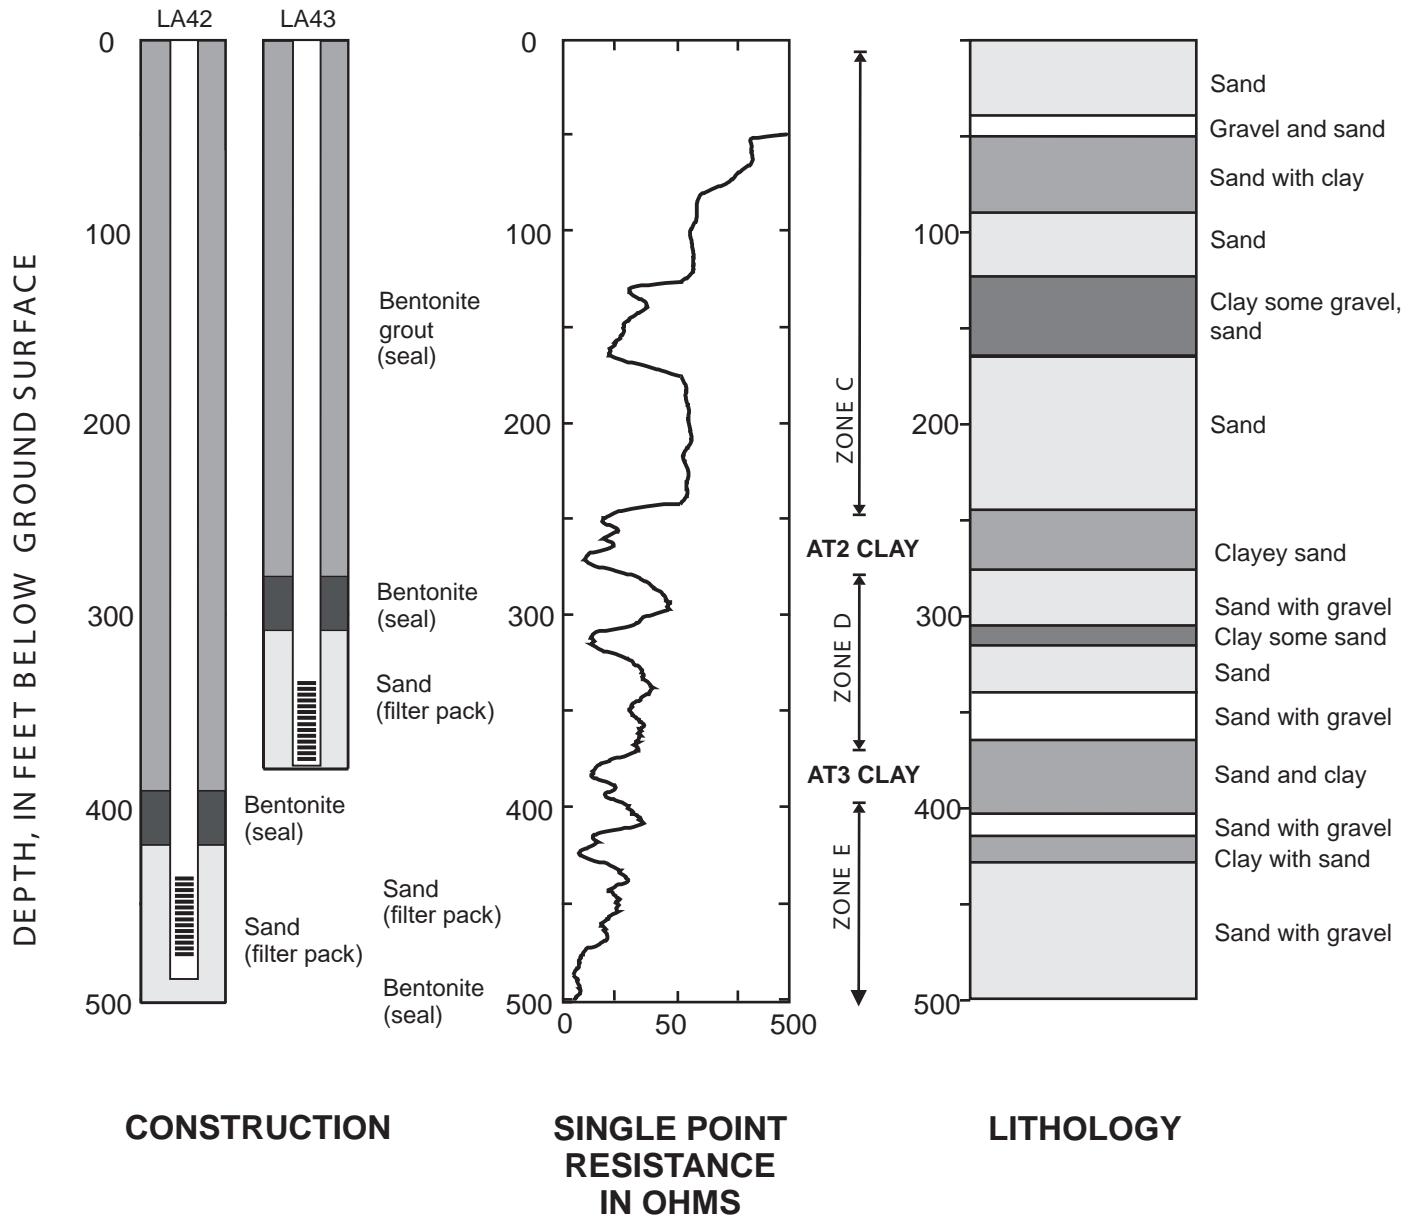 LA42
LA43
DEPTH, IN FEET BELOW GROUND SURFACE
0
100
200
300
400
500
Bentonite
grout
(seal)
Bentonite
(seal)
Sand
(filter pack)
Bentonite
(seal)
Sand
(filter pack)
Sand
(filter pack)
Bentonite
(seal)
CONSTRUCTION
0
100
200
300
400
500
0
50
500
SINGLE POINT
RESISTANCE
IN OHMS
ZONE C
AT2 CLAY
ZONE D
AT3 CLAY
ZONE E
0
100
200
300
400
500
Sand
Gravel and sand
Sand with clay
Sand
Clay some gravel,
sand
Sand
Clayey sand
Sand with gravel
Clay some sand
Sand
Sand with gravel
Sand and clay
Sand with gravel
Clay with sand
Sand with gravel
LITHOLOGY